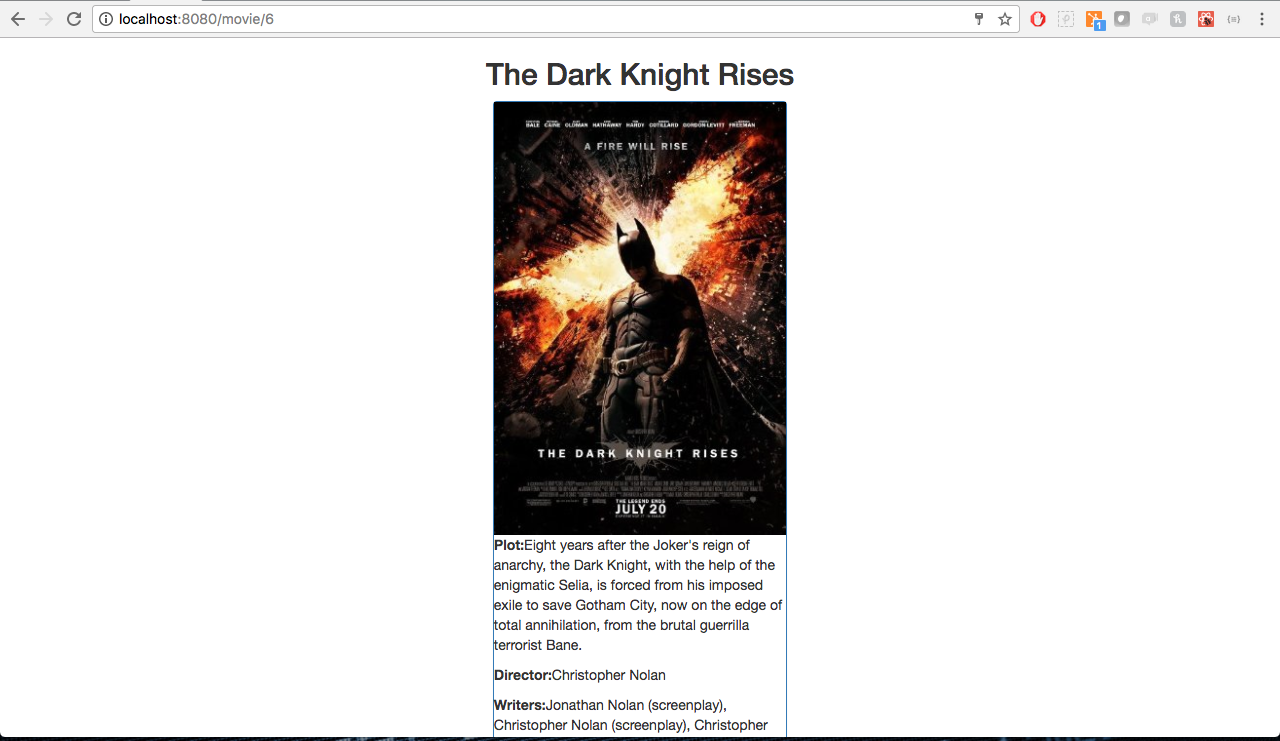 localhost:8080/movie/6
1
The Dark Knight Rises
BALE CAINE OLDMAN HATHAWAY HARDY COTILLARD GORDON-LEVITT FREEMAN
A FIRE WILL RISE
THE DARK KNIGHT RISES
THE LEGEND ENDS
JULY 20
Plot:Eight years after the Joker's reign of
anarchy, the Dark Knight, with the help of the
enigmatic Selia, is forced from his imposed
exile to save Gotham City, now on the edge of
total annihilation, from the brutal guerrilla
terrorist Bane.
Director:Christopher Nolan
Writers:Jonathan Nolan (screenplay),
Christopher Nolan (screenplay), Christopher